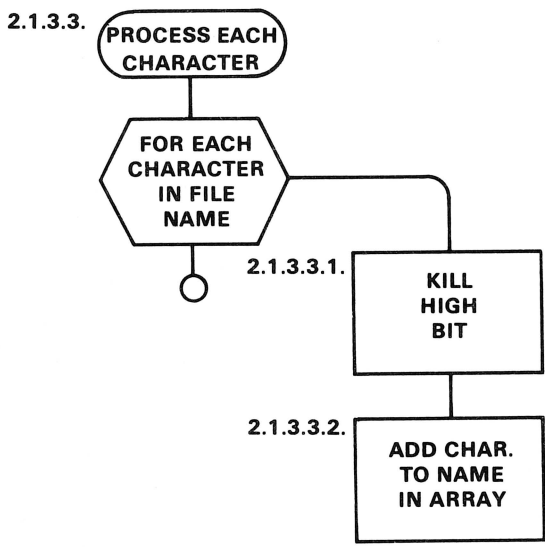 2.1.3.3.
PROCESS EACH
CHARACTER
FOR EACH
CHARACTER
IN FILE
NAME
2.1.3.3.1.
KILL
HIGH
BIT
2.1.3.3.2.
ADD CHAR.
TO NAME
IN ARRAY